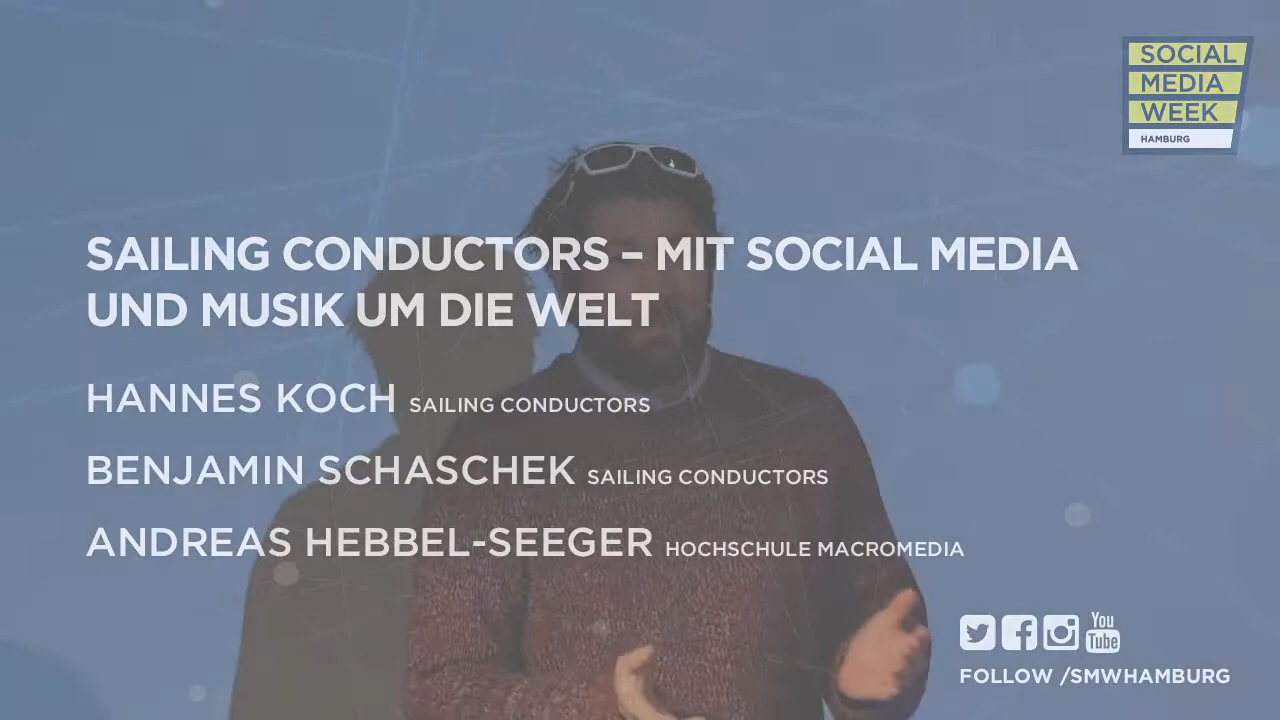 SOCIAL
MEDIA
WEEK
HAMBURG
SAILING CONDUCTORS – MIT SOCIAL MEDIA
UND MUSIK UM DIE WELT
HANNES KOCH SAILING CONDUCTORS
BENJAMIN SCHASCHEK SAILING CONDUCTORS
ANDREAS HEBBEL-SEEGER HOCHSCHULE MACROMEDIA
You
Tube
FOLLOW /SMWHAMBURG